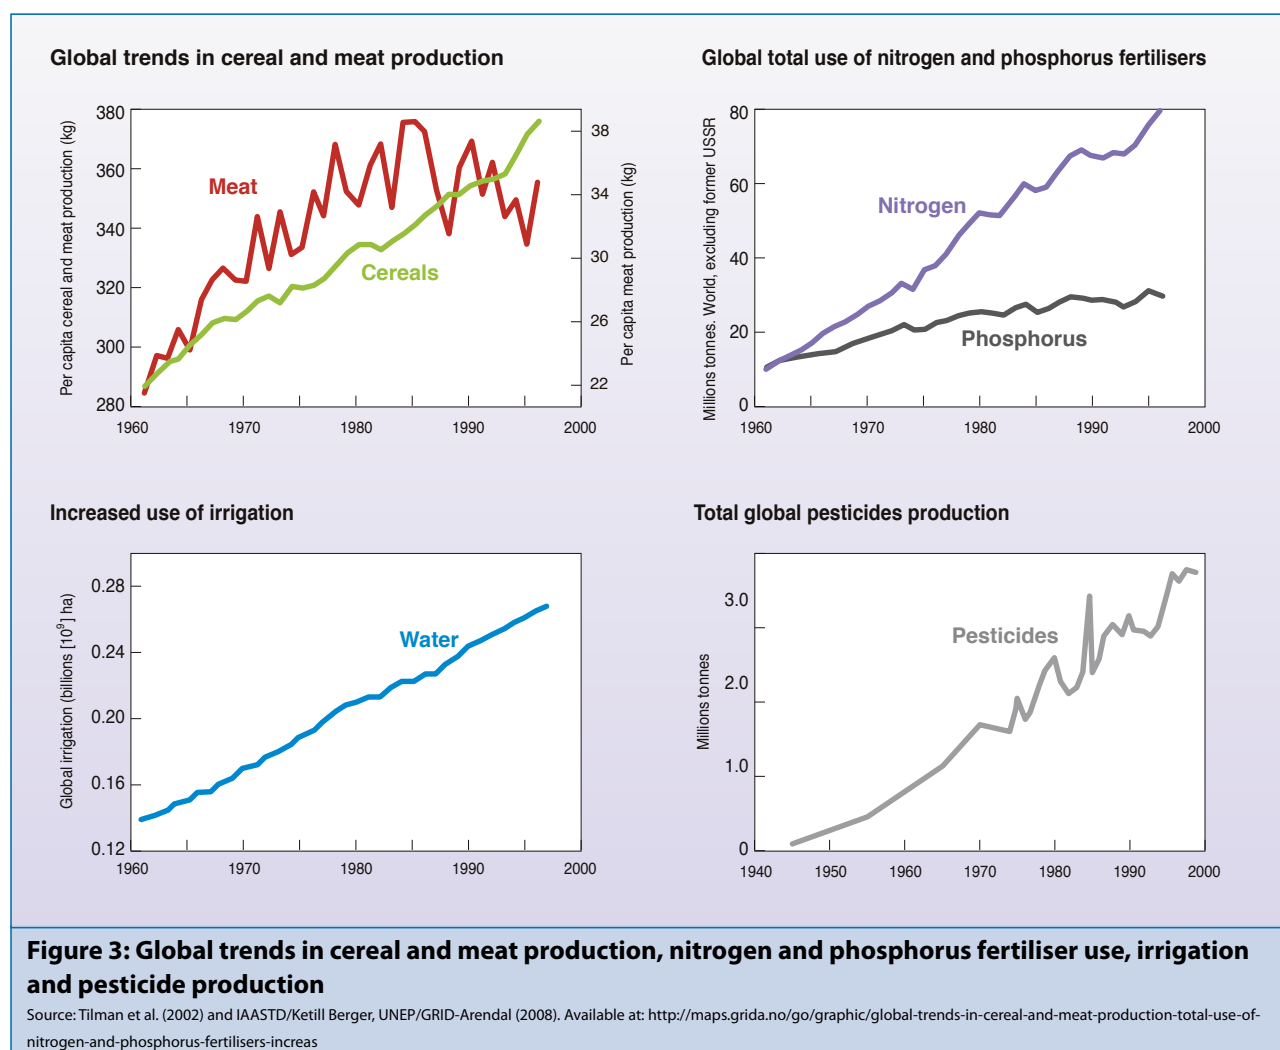 Global trends in cereal and meat production
Per capita cereal and meat production (kg)
380
360
340
320
300
280
Meat
Cereals
38
34
30
26
22
Per capita meat production (kg)
1960 1970 1980 1990 2000
Global total use of nitrogen and phosphorus fertilisers
Millions tonnes. World, excluding former USSR
80
60
40
20
0
Nitrogen
Phosphorus
1960 1970 1980 1990 2000
Increased use of irrigation
Global irrigation (billions [10⁹] ha)
0.28
0.24
0.20
0.16
0.12
Water
1960 1970 1980 1990 2000
Total global pesticides production
Millions tonnes
3.0
2.0
1.0
0
Pesticides
1940 1950 1960 1970 1980 1990 2000
Figure 3: Global trends in cereal and meat production, nitrogen and phosphorus fertiliser use, irrigation
and pesticide production
Source: Tilman et al. (2002) and IAASTD/Ketill Berger, UNEP/GRID-Arendal (2008). Available at: http://maps.grida.no/go/graphic/global-trends-in-cereal-and-meat-production-total-use-of-
nitrogen-and-phosphorus-fertilisers-increas